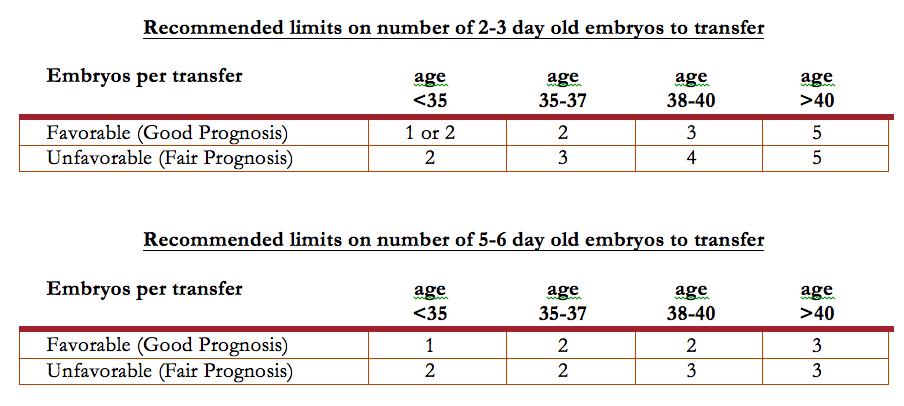 Recommended limits on number of 2-3 day old embryos to transfer
Embryos per transfer age age age age
<35 35-37 38-40 >40
Favorable (Good Prognosis) 1 or 2 2 3 5
Unfavorable (Fair Prognosis) 2 3 4 5
Recommended limits on number of 5-6 day old embryos to transfer
Embryos per transfer age age age age
<35 35-37 38-40 >40
Favorable (Good Prognosis) 1 2 2 3
Unfavorable (Fair Prognosis) 2 2 3 3